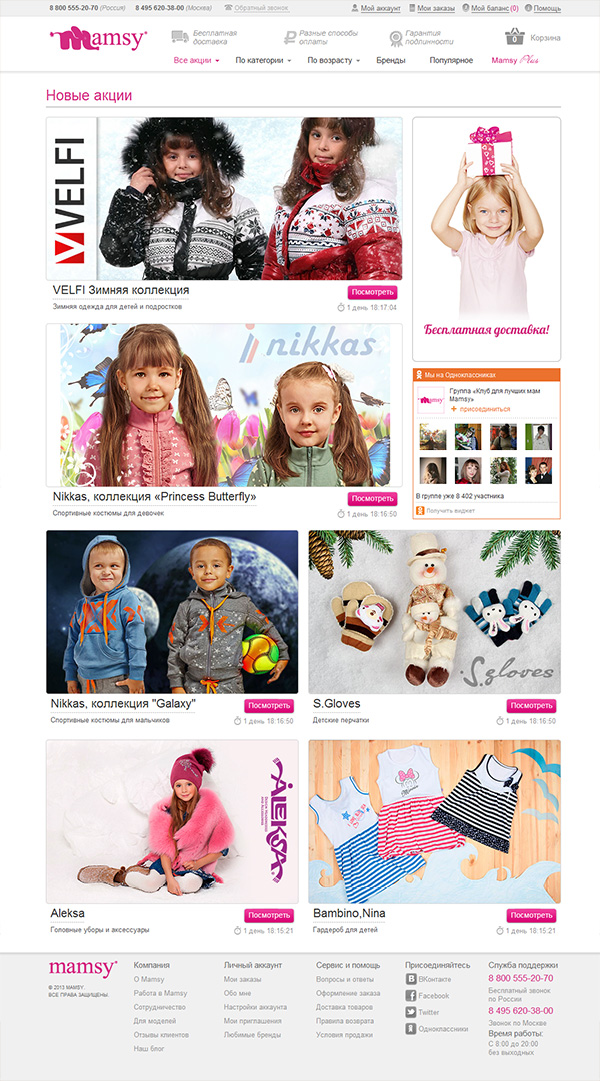 8 800 555-20-70 (Россия) 8 495 620-38-00 (Москва) Обратный звонок Мой аккаунт Мои заказы Мой баланс (0) Помощь
Mamsy
Бесплатная доставка
Разные способы оплаты
Гарантия подлинности
0 Корзина
Все акции По категории По возрасту Бренды Популярное Mamsy Plus
Новые акции
VELFI
VELFI Зимняя коллекция
Посмотреть
Зимняя одежда для детей и подростков
1 день 18:17:04
Бесплатная доставка!
nikkas
Nikkas, коллекция «Princess Butterfly»
Посмотреть
Спортивные костюмы для девочек
1 день 18:16:50
Мы на Одноклассниках
Mamsy
Группа «Клуб для лучших мам
Mamsy»
+ присоединиться
В группе уже 8 402 участника
Получить виджет
Nikkas, коллекция "Galaxy"
Посмотреть
Спортивные костюмы для мальчиков
1 день 18:16:50
S.gloves
S.Gloves
Посмотреть
Детские перчатки
1 день 18:16:50
ALEKSA
Aleksa
Посмотреть
Головные уборы и аксессуары
1 день 18:15:21
Bambino,Nina
Посмотреть
Гардероб для детей
1 день 18:15:21
mamsy
© 2013 MAMSY.
ВСЕ ПРАВА ЗАЩИЩЕНЫ.
Компания
О Mamsy
Работа в Mamsy
Сотрудничество
Для моделей
Отзывы клиентов
Наш блог
Личный аккаунт
Мои заказы
Обо мне
Настройки аккаунта
Мои приглашения
Любимые бренды
Сервис и помощь
Вопросы и ответы
Оформление заказа
Доставка товаров
Правила возврата
Условия продажи
Присоединяйтесь
ВКонтакте
Facebook
Twitter
Одноклассники
Служба поддержки
8 800 555-20-70
Бесплатный звонок
по России
8 495 620-38-00
Звонок по Москве
Время работы:
С 8:00 до 20:00
без выходных